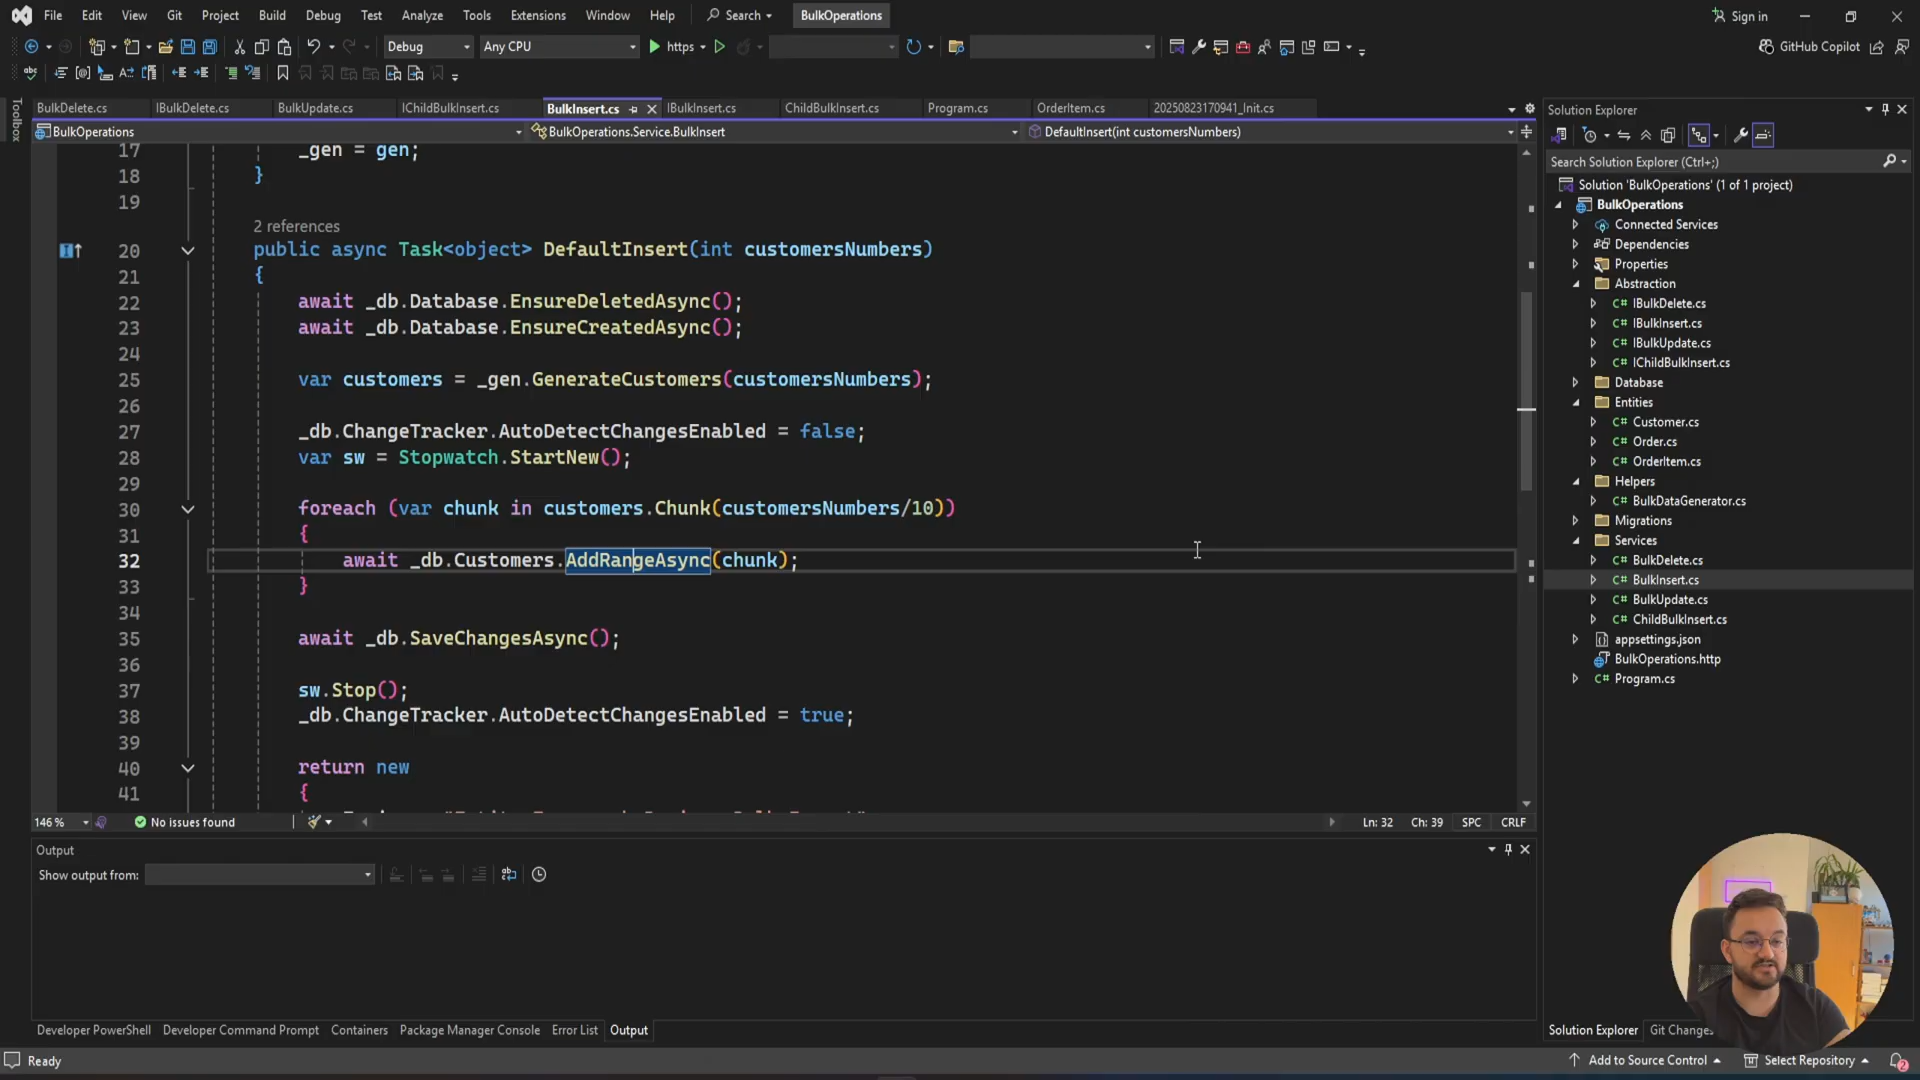 File Edit View Git Project Build Debug Test Analyze Tools Extensions Window Help Search BulkOperations Sign in
Debug Any CPU https GitHub Copilot
Toolbox
BulkDelete.cs IBulkDelete.cs BulkUpdate.cs IChildBulkInsert.cs BulkInsert.cs IBulkInsert.cs ChildBulkInsert.cs Program.cs OrderItem.cs 20250823170941_Init.cs
BulkOperations BulkOperations.Service.BulkInsert DefaultInsert(int customersNumbers)
17 _gen = gen;
18 }
19
2 references
20 public async Task<object> DefaultInsert(int customersNumbers)
21 {
22 await _db.Database.EnsureDeletedAsync();
23 await _db.Database.EnsureCreatedAsync();
24
25 var customers = _gen.GenerateCustomers(customersNumbers);
26
27 _db.ChangeTracker.AutoDetectChangesEnabled = false;
28 var sw = Stopwatch.StartNew();
29
30 foreach (var chunk in customers.Chunk(customersNumbers/10))
31 {
32 await _db.Customers.AddRangeAsync(chunk);
33 }
34
35 await _db.SaveChangesAsync();
36
37 sw.Stop();
38 _db.ChangeTracker.AutoDetectChangesEnabled = true;
39
40 return new
41 {
146 % No issues found Ln: 32 Ch: 39 SPC CRLF
Output
Show output from:
Developer PowerShell Developer Command Prompt Containers Package Manager Console Error List Output
Solution Explorer
Search Solution Explorer (Ctrl+;)
Solution 'BulkOperations' (1 of 1 project)
BulkOperations
Connected Services
Dependencies
Properties
Abstraction
C# IBulkDelete.cs
C# IBulkInsert.cs
C# IBulkUpdate.cs
C# IChildBulkInsert.cs
Database
Entities
C# Customer.cs
C# Order.cs
C# OrderItem.cs
Helpers
C# BulkDataGenerator.cs
Migrations
Services
C# BulkDelete.cs
C# BulkInsert.cs
C# BulkUpdate.cs
C# ChildBulkInsert.cs
appsettings.json
BulkOperations.http
C# Program.cs
Solution Explorer Git Changes
Ready Add to Source Control Select Repository 2